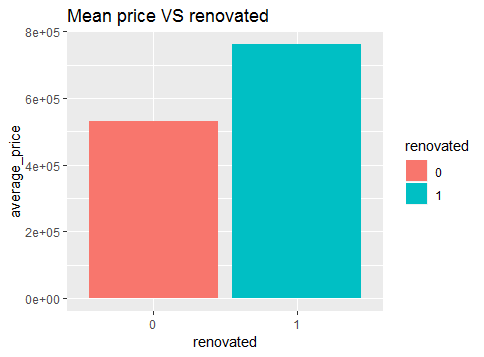 Mean price VS renovated
8e+05
6e+05
4e+05
2e+05
0e+00
average_price
0
1
renovated
renovated
0
1